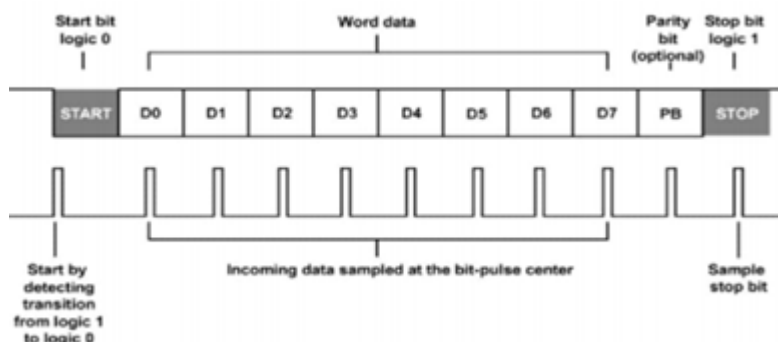 Start bit
logic 0
Word data
Parity
bit
(optional)
Stop bit
logic 1
START D0 D1 D2 D3 D4 D5 D6 D7 PB STOP
Start by
detecting
transition
from logic 1
to logic 0
Incoming data sampled at the bit-pulse center
Sample
stop bit